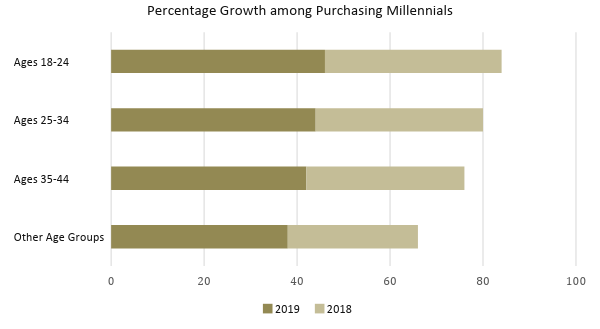 Percentage Growth among Purchasing Millennials
Ages 18-24
Ages 25-34
Ages 35-44
Other Age Groups
0 20 40 60 80 100
2019 2018